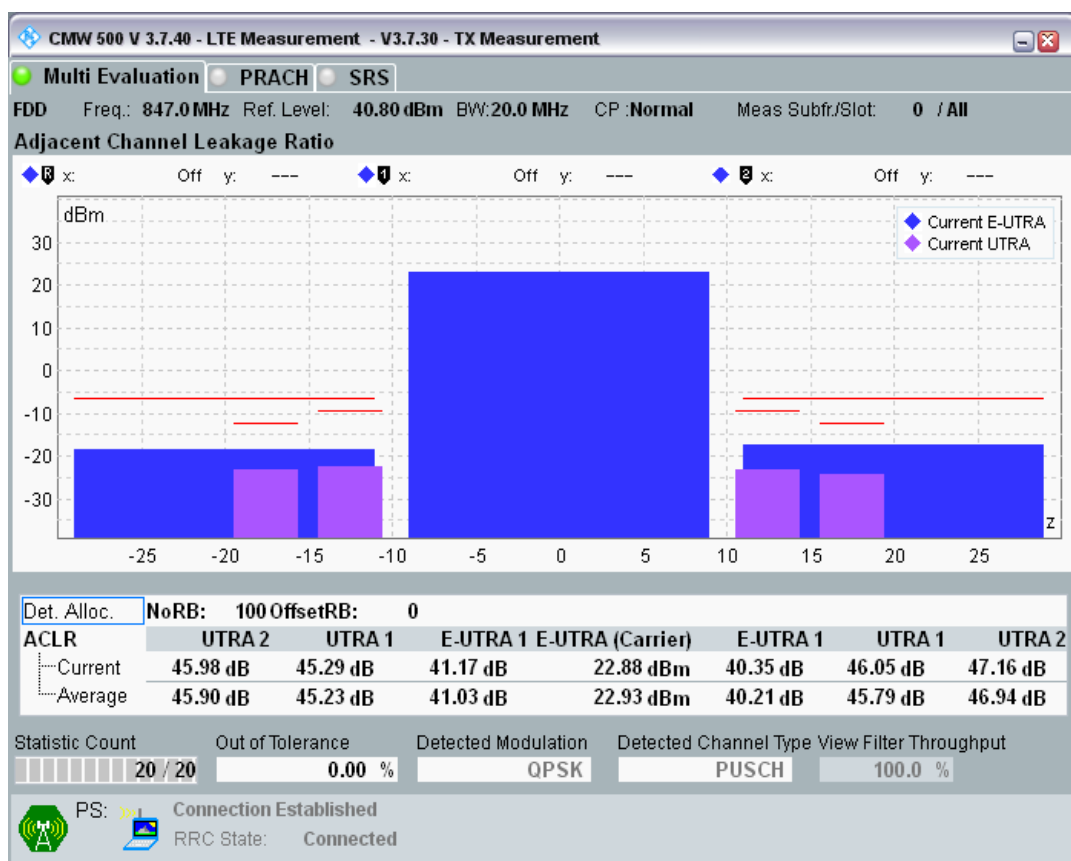 CMW 500 V 3.7.40 - LTE Measurement - V3.7.30 - TX Measurement
Multi Evaluation PRACH SRS
FDD Freq.: 847.0 MHz Ref. Level: 40.80 dBm BW:20.0 MHz CP :Normal Meas Subfr./Slot: 0 / All
Adjacent Channel Leakage Ratio
R x: Off y: --- 1 x: Off y: --- 2 x: Off y: ---
dBm
Current E-UTRA
Current UTRA
30
20
10
0
-10
-20
-30
z
-25 -20 -15 -10 -5 0 5 10 15 20 25
Det. Alloc. NoRB: 100 OffsetRB: 0
ACLR UTRA 2 UTRA 1 E-UTRA 1 E-UTRA (Carrier) E-UTRA 1 UTRA 1 UTRA 2
Current 45.98 dB 45.29 dB 41.17 dB 22.88 dBm 40.35 dB 46.05 dB 47.16 dB
Average 45.90 dB 45.23 dB 41.03 dB 22.93 dBm 40.21 dB 45.79 dB 46.94 dB
Statistic Count Out of Tolerance Detected Modulation Detected Channel Type View Filter Throughput
20 / 20 0.00 % QPSK PUSCH 100.0 %
PS: Connection Established
RRC State: Connected